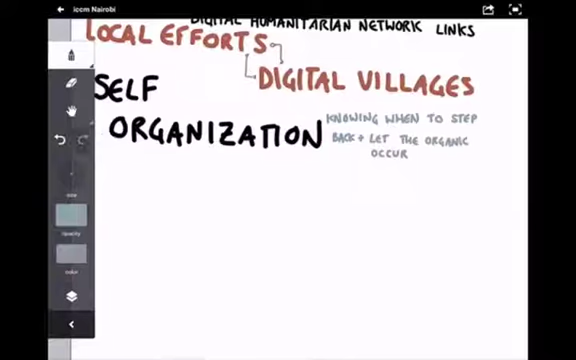 iccm Nairobi
DIGITAL HUMANITARIAN NETWORK LINKS
LOCAL EFFORTS
DIGITAL VILLAGES
SELF
ORGANIZATION
KNOWING WHEN TO STEP
BACK + LET THE ORGANIC
OCCUR
size
opacity
color